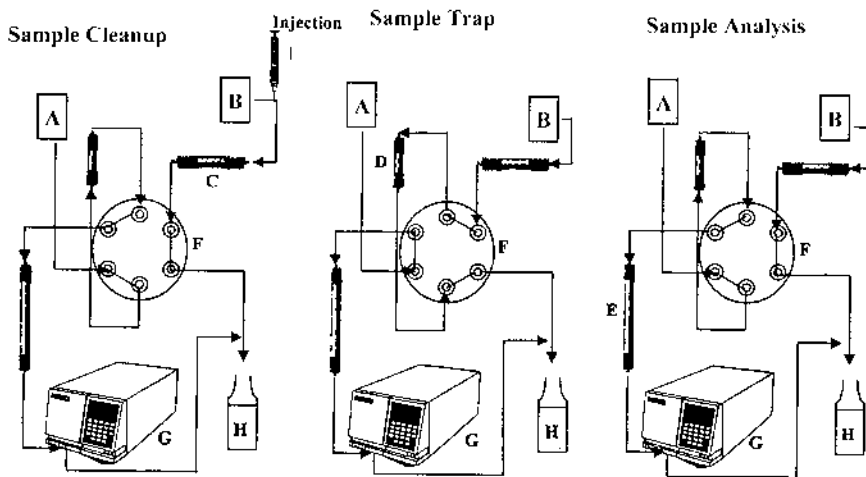 Sample Cleanup
Injection
Sample Trap
Sample Analysis
A
B
I
C
F
G
H
A
B
D
F
G
H
A
B
F
E
G
H